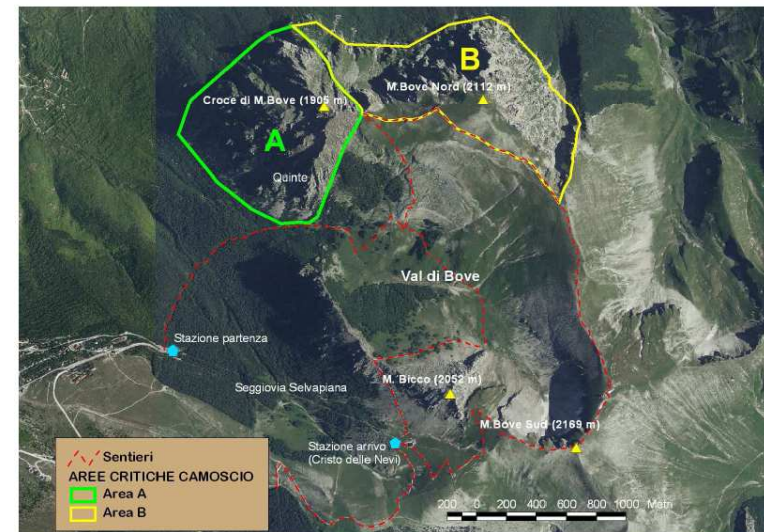 B
M.Bove Nord (2112 m)
Croce di M.Bove (1905 m)
A
Quinte
Val di Bove
Stazione partenza
M. Bicco (2052 m)
Seggiovia Selvapiana
M.Bove Sud (2169 m)
Stazione arrivo
(Cristo delle Nevi)
Sentieri
AREE CRITICHE CAMOSCIO
Area A
Area B
200 0 200 400 600 800 1000 Metri